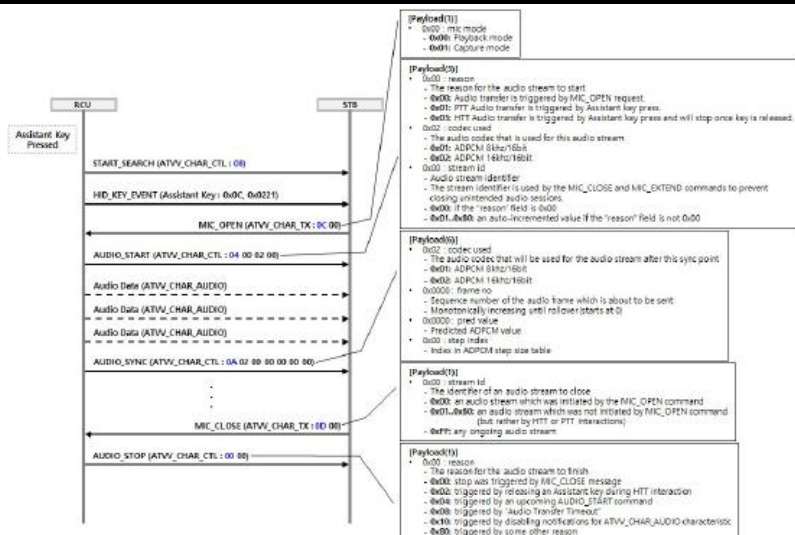 RCU
STB
Assistant Key
Pressed
START_SEARCH (ATVV_CHAR_CTL : 08)
HID_KEY_EVENT (Assistant Key : 0x0C, 0x0221)
MIC_OPEN (ATVV_CHAR_TX : 0C 00)
AUDIO_START (ATVV_CHAR_CTL : 04 00 02 00)
Audio Data (ATVV_CHAR_AUDIO)
Audio Data (ATVV_CHAR_AUDIO)
Audio Data (ATVV_CHAR_AUDIO)
AUDIO_SYNC (ATVV_CHAR_CTL : 0A 02 00 00 00 00 00)
MIC_CLOSE (ATVV_CHAR_TX : 0D 00)
AUDIO_STOP (ATVV_CHAR_CTL : 00 00)
[Payload(1)]
• 0x00 : mic mode
- 0x00: Playback mode
- 0x01: Capture mode
[Payload(3)]
• 0x00 : reason
- The reason for the audio stream to start
- 0x00: Audio transfer is triggered by MIC_OPEN request.
- 0x01: PTT Audio transfer is triggered by Assistant key press.
- 0x03: HTT Audio transfer is triggered by Assistant key press and will stop once key is released.
• 0x02 : codec used
- The audio codec that is used for this audio stream
- 0x01: ADPCM 8khz/16bit
- 0x02: ADPCM 16khz/16bit
• 0x00 : stream id
- Audio stream identifier
- The stream identifier is used by the MIC_CLOSE and MIC_EXTEND commands to prevent
closing unintended audio sessions.
- 0x00: if the "reason" field is 0x00
- 0x01..0x80: an auto-incremented value if the "reason" field is not 0x00
[Payload(6)]
• 0x02 : codec used
- The audio codec that will be used for the audio stream after this sync point
- 0x01: ADPCM 8khz/16bit
- 0x02: ADPCM 16khz/16bit
• 0x0000 : frame no
- Sequence number of the audio frame which is about to be sent
- Monotonically increasing until rollover (starts at 0)
• 0x0000 : pred value
- Predicted ADPCM value
• 0x00 : step index
- Index in ADPCM step size table
[Payload(1)]
• 0x00 : stream id
- The identifier of an audio stream to close
- 0x00: an audio stream which was initiated by the MIC_OPEN command
- 0x01..0x80: an audio stream which was not initiated by MIC_OPEN command
(but rather by HTT or PTT interactions)
- 0xFF: any ongoing audio stream
[Payload(1)]
• 0x00 : reason
- The reason for the audio stream to finish
- 0x00: stop was triggered by MIC_CLOSE message
- 0x02: triggered by releasing an Assistant key during HTT interaction
- 0x04: triggered by an upcoming AUDIO_START command
- 0x08: triggered by "Audio Transfer Timeout"
- 0x10: triggered by disabling notifications for ATVV_CHAR_AUDIO characteristic
- 0x80: triggered by some other reason